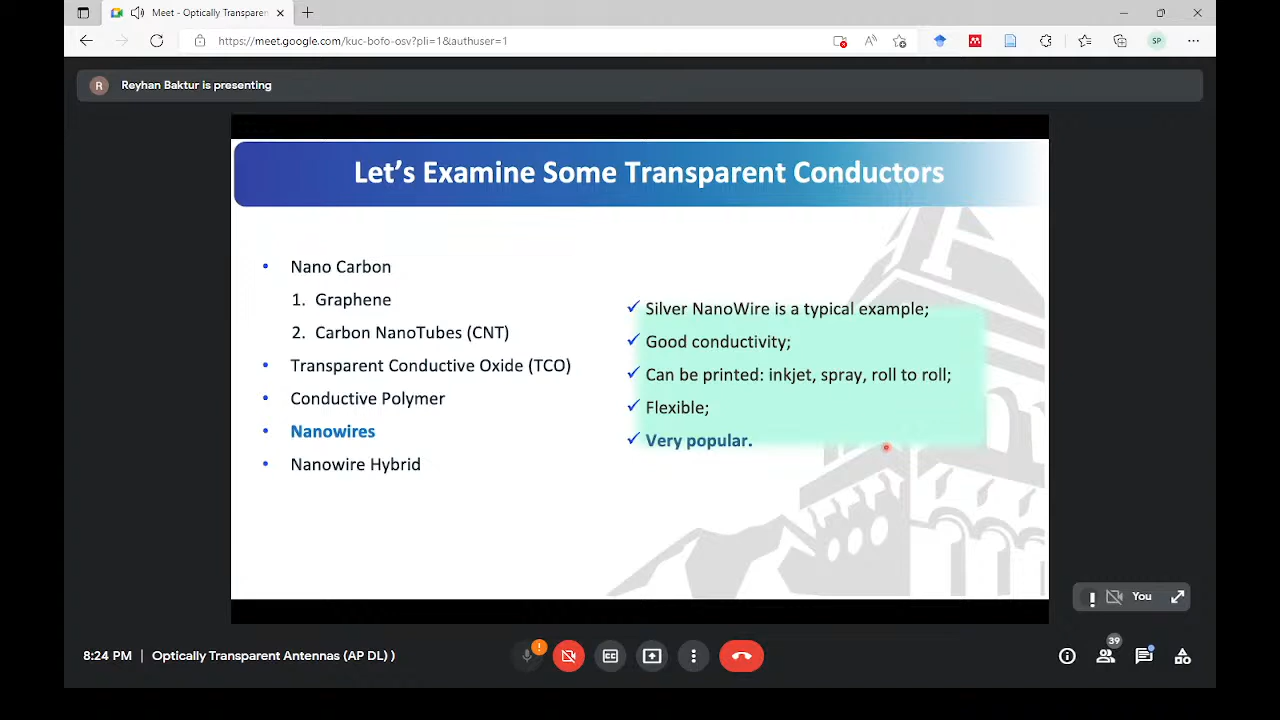 Meet - Optically Transparen
https://meet.google.com/kuc-bofo-osv?pli=1&authuser=1
SP
R
Reyhan Baktur is presenting
Let's Examine Some Transparent Conductors
• Nano Carbon
1. Graphene
2. Carbon NanoTubes (CNT)
• Transparent Conductive Oxide (TCO)
• Conductive Polymer
• Nanowires
• Nanowire Hybrid
✓ Silver NanoWire is a typical example;
✓ Good conductivity;
✓ Can be printed: inkjet, spray, roll to roll;
✓ Flexible;
✓ Very popular.
You
8:24 PM | Optically Transparent Antennas (AP DL) )
CC
39